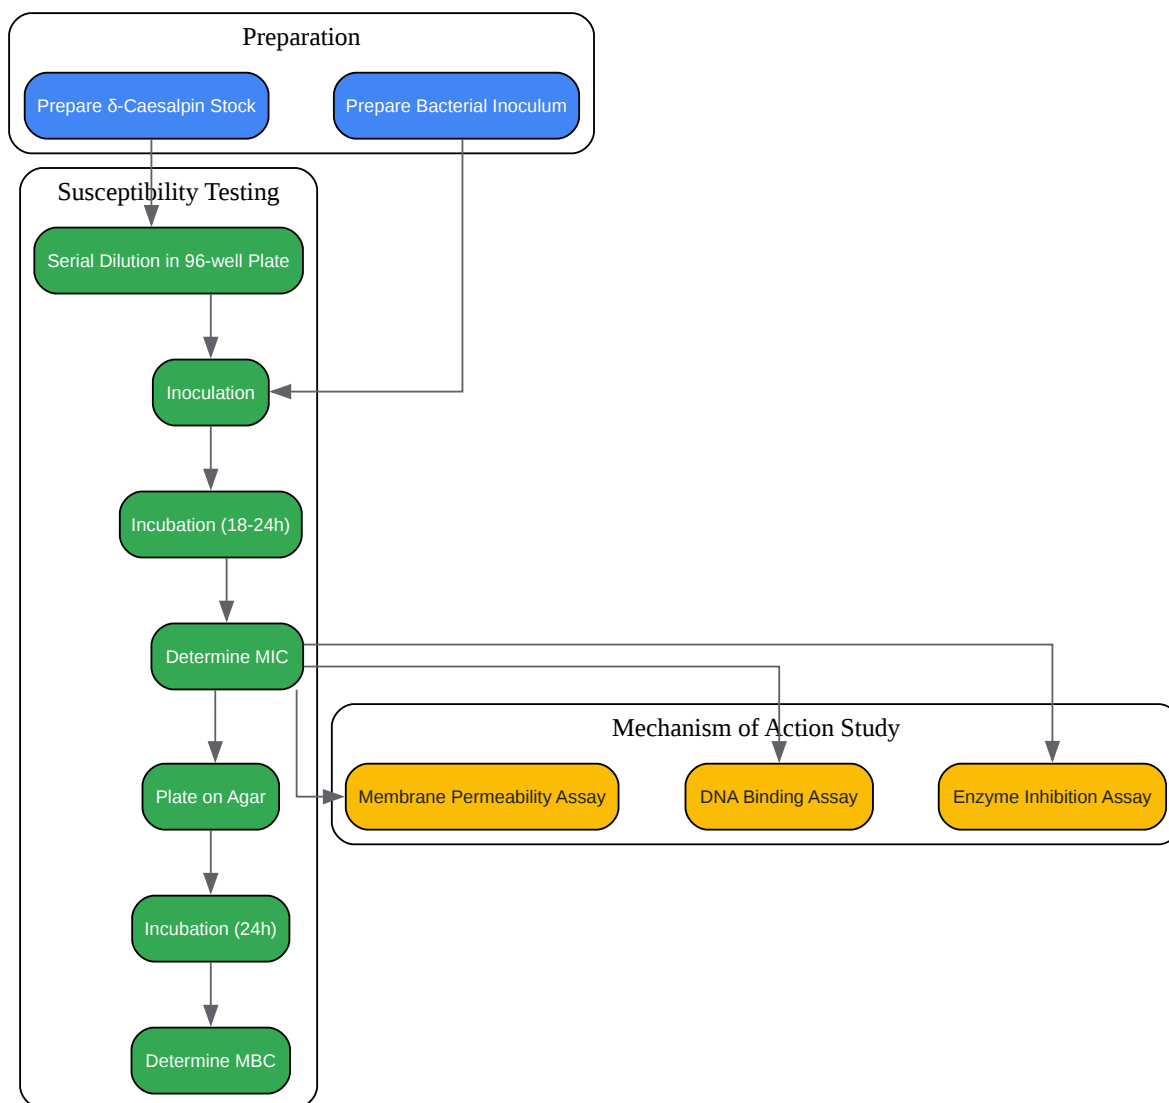 Preparation
Prepare δ-Caesalpin Stock
Prepare Bacterial Inoculum
Susceptibility Testing
Serial Dilution in 96-well Plate
Inoculation
Incubation (18-24h)
Determine MIC
Mechanism of Action Study
Plate on Agar
Membrane Permeability Assay
DNA Binding Assay
Enzyme Inhibition Assay
Incubation (24h)
Determine MBC